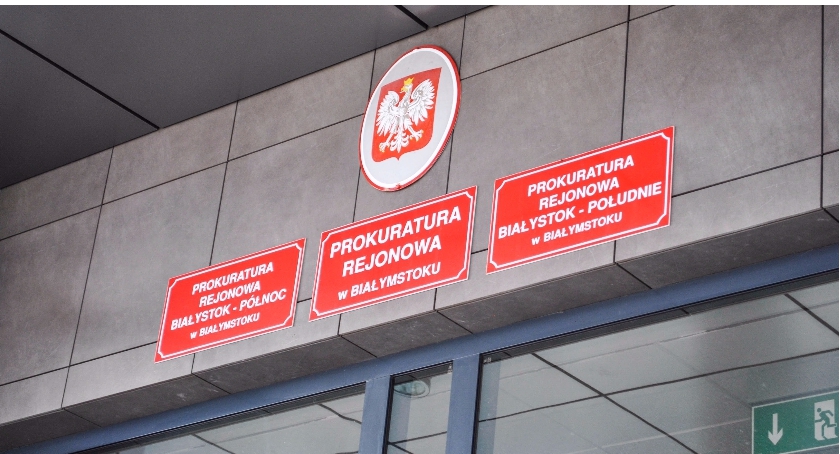 PROKURATURA
REJONOWA
BIAŁYSTOK - PÓŁNOC
w BIAŁYMSTOKU
PROKURATURA
REJONOWA
w BIAŁYMSTOKU
PROKURATURA
REJONOWA
BIAŁYSTOK - POŁUDNIE
w BIAŁYMSTOKU